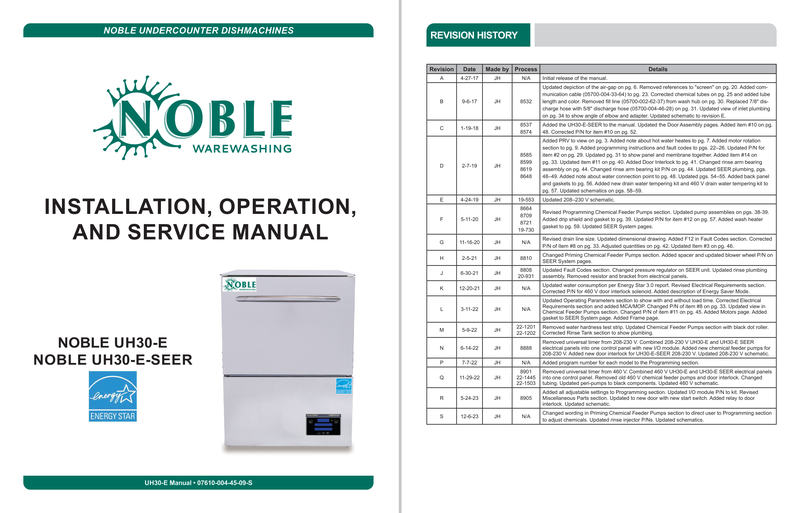 NOBLE UNDERCOUNTER DISHMACHINES
NOBLE
WAREWASHING
INSTALLATION, OPERATION,
AND SERVICE MANUAL
NOBLE
NOBLE UH30-E
NOBLE UH30-E-SEER
energy
ENERGY STAR
UH30-E Manual • 07610-004-45-09-S
REVISION HISTORY
Revision Date Made by Process Details
A 4-27-17 JH N/A Initial release of the manual.
B 9-6-17 JH 8532 Updated depiction of the air-gap on pg. 6. Removed references to "screen" on pg. 20. Added com-
munication cable (05700-004-33-64) to pg. 23. Corrected chemical tubes on pg. 25 and added tube
length and color. Removed fill line (05700-002-62-37) from wash hub on pg. 30. Replaced 7/8" dis-
charge hose with 5/8" discharge hose (05700-004-46-28) on pg. 31. Updated view of inlet plumbing
on pg. 34 to show angle of elbow and adapter. Updated schematic to revision E.
C 1-19-18 JH 8537 8574 Added the UH30-E-SEER to the manual. Updated the Door Assembly pages. Added item #10 on pg.
48. Corrected P/N for item #10 on pg. 52.
D 2-7-19 JH 8585 8599 8619 8648 Added PRV to view on pg. 3. Added note about hot water heates to pg. 7. Added motor rotation
section to pg. 9. Added programming instructions and fault codes to pgs. 22–26. Updated P/N for
item #2 on pg. 29. Updated pg. 31 to show panel and membrane together. Added item #14 on
pg. 33. Updated item #11 on pg. 40. Added Door Interlock to pg. 41. Changed rinse arm bearing
assembly on pg. 44. Changed rinse arm bearing kit P/N on pg. 44. Updated SEER plumbing, pgs.
48–49. Added note about water connection point to pg. 48. Updated pgs. 54–55. Added back panel
and gaskets to pg. 56. Added new drain water tempering kit and 460 V drain water tempering kit to
pg. 57. Updated schematics on pgs. 58–59.
E 4-24-19 JH 19-553 Updated 208–230 V schematic.
F 5-11-20 JH 8664 8709 8721 19-730 Revised Programming Chemical Feeder Pumps section. Updated pump assemblies on pgs. 38-39.
Added drip shield and gasket to pg. 39. Updated P/N for item #12 on pg. 57. Added wash heater
gasket to pg. 59. Updated SEER System pages.
G 11-16-20 JH N/A Revised drain line size. Updated dimensional drawing. Added F12 in Fault Codes section. Corrected
P/N of Item #8 on pg. 33. Adjusted quantities on pg. 42. Updated Item #3 on pg. 46.
H 2-5-21 JH 8810 Changed Priming Chemical Feeder Pumps section. Added spacer and updated blower wheel P/N on
SEER System pages.
J 6-30-21 JH 8808 20-931 Updated Fault Codes section. Changed pressure regulator on SEER unit. Updated rinse plumbing
assembly. Removed resistor and bracket from electrical panels.
K 12-20-21 JH N/A Updated water consumption per Energy Star 3.0 report. Revised Electrical Requirements section.
Corrected P/N for 460 V door interlock solenoid. Added description of Energy Saver Mode.
L 3-11-22 JH N/A Updated Operating Parameters section to show with and without load time. Corrected Electrical
Requirements section and added MCA/MOP. Changed P/N of item #8 on pg. 33. Updated view in
Chemical Feeder Pumps section. Changed P/N of item #11 on pg. 45. Added Motors page. Added
gasket to SEER System page. Added Frame page.
M 5-9-22 JH 22-1201 22-1202 Removed water hardness test strip. Updated Chemical Feeder Pumps section with black dot roller.
Corrected Rinse Tank section to show plumbing.
N 6-14-22 JH 8888 Removed universal timer from 208-230 V. Combined 208-230 V UH30-E and UH30-E SEER
electrical panels into one control panel with new I/O module. Added new chemical feeder pumps for
208-230 V. Added new door interlock for UH30-E-SEER 208-230 V. Updated 208-230 V schematic.
P 7-7-22 JH N/A Added program number for each model to the Programming section.
Q 11-29-22 JH 8901 22-1445 22-1503 Removed universal timer from 460 V. Combined 460 V UH30-E and UH30-E SEER electrical panels
into one control panel. Removed old 460 V chemical feeder pumps and door interlock. Changed
tubing. Updated peri-pumps to black components. Updated 460 V schematic.
R 5-24-23 JH 8905 Added all adjustable settings to Programming section. Updated I/O module P/N to kit. Revised
Miscellaneous Parts section. Updated to new door with new start switch. Added relay to door
interlock. Updated schematic.
S 12-6-23 JH N/A Changed wording in Priming Chemical Feeder Pumps section to direct user to Programming section
to adjust chemicals. Updated rinse injector P/Ns. Updated schematics.